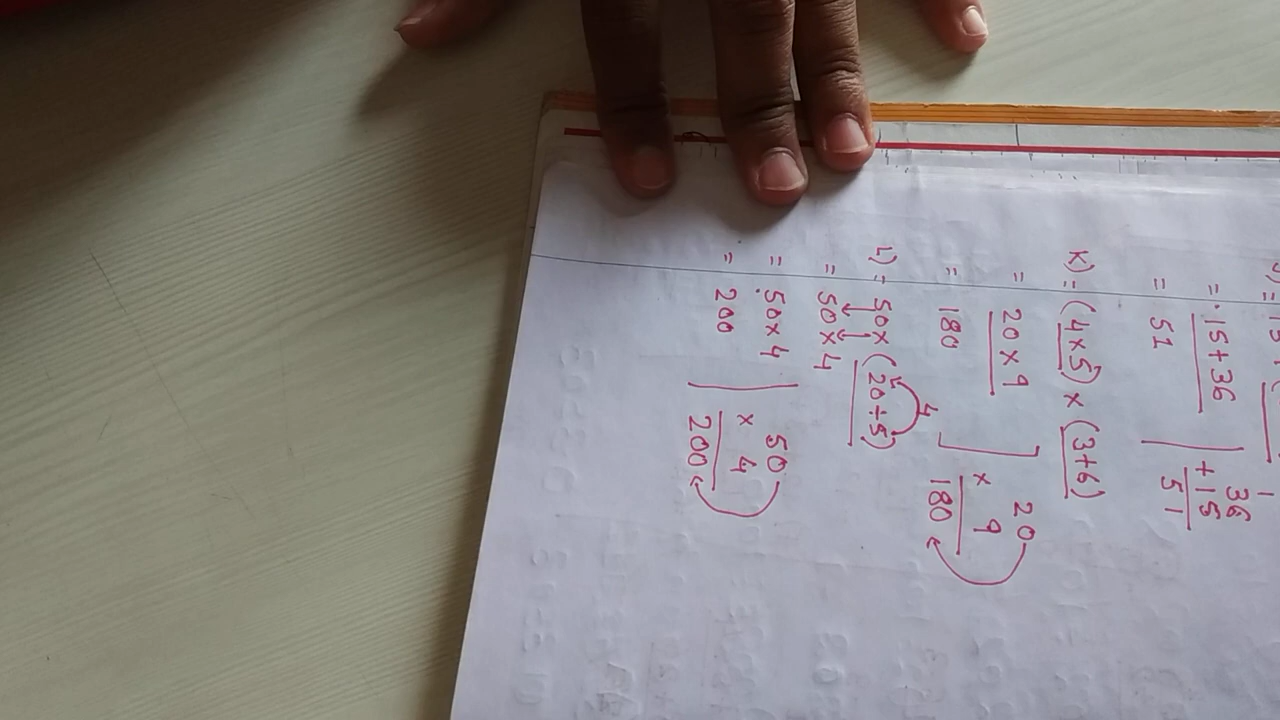 = 15 + 36
= 51
36
+ 15
51
K) = (4 × 5) × (3 + 6)
= 20 × 9
= 180
20
× 9
180
L) = 50 × (20 ÷ 5)
4
= 50 × 4
= 50 × 4
= 200
50
× 4
200